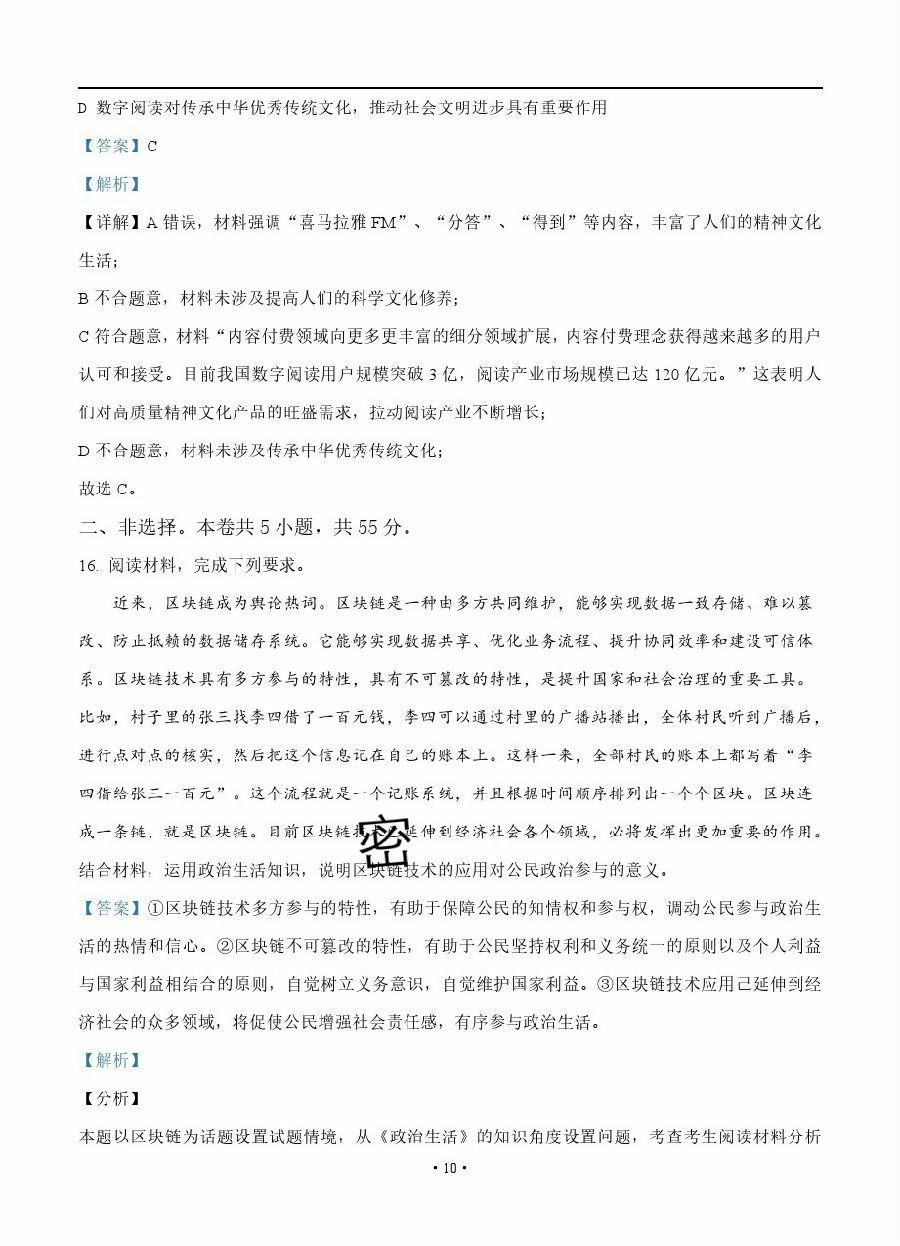 D 数字阅读对传承中华优秀传统文化，推动社会文明进步具有重要作用
【答案】C
【解析】
【详解】A 错误，材料强调“喜马拉雅 FM”、“分答”、“得到”等内容，丰富了人们的精神文化
生活；
B 不合题意，材料未涉及提高人们的科学文化修养；
C 符合题意，材料“内容付费领域向更多更丰富的细分领域扩展，内容付费理念获得越来越多的用户
认可和接受。目前我国数字阅读用户规模突破 3 亿，阅读产业市场规模已达 120 亿元。”这表明人
们对高质量精神文化产品的旺盛需求，拉动阅读产业不断增长；
D 不合题意，材料未涉及传承中华优秀传统文化；
故选 C。
二、非选择。本卷共 5 小题，共 55 分.
16. 阅读材料，完成下列要求。
近来，区块链成为舆论热词。区块链是一种由多方共同维护，能够实现数据一致存储、难以篡
改、防止抵赖的数据储存系统。它能够实现数据共享、优化业务流程、提升协同效率和建设可信体
系。区块链技术具有多方参与的特性，具有不可篡改的特性，是提升国家和社会治理的重要工具。
比如，村子里的张三找李四借了一百元钱，李四可以通过村里的广播站播出，全体村民听到广播后，
进行点对点的核实，然后把这个信息记在自己的账本上。这样一来，全部村民的账本上都写着“李
四借给张三一百元”。这个流程就是一个记账系统，并且根据时间顺序排列出一个个区块。区块连
成一条链，就是区块链。目前区块链 延伸到经济社会各个领域，必将发挥出更加重要的作用。
密
结合材料，运用政治生活知识，说明区块链技术的应用对公民政治参与的意义。
【答案】①区块链技术多方参与的特性，有助于保障公民的知情权和参与权，调动公民参与政治生
活的热情和信心。②区块链不可篡改的特性，有助于公民坚持权利和义务统一的原则以及个人利益
与国家利益相结合的原则，自觉树立义务意识，自觉维护国家利益。③区块链技术应用已延伸到经
济社会的众多领域，将促使公民增强社会责任感，有序参与政治生活。
【解析】
【分析】
本题以区块链为话题设置试题情境，从《政治生活》的知识角度设置问题，考查考生阅读材料分析
· 10 ·